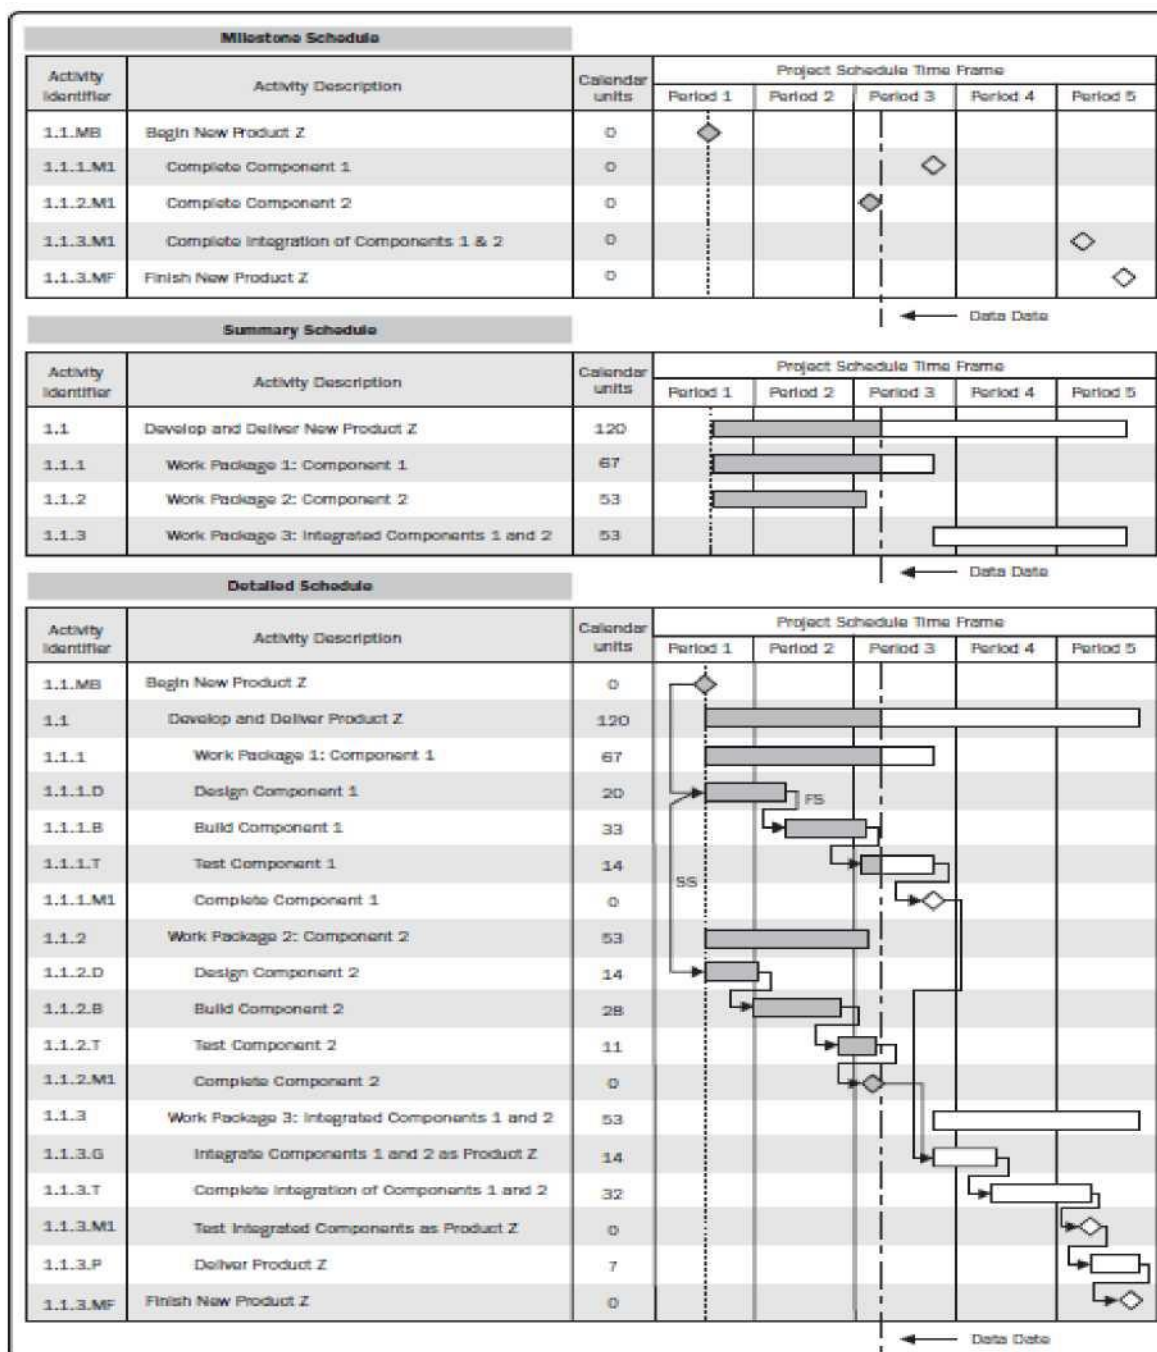 Milestone Schedule
Activity Identifier Activity Description Calendar units Project Schedule Time Frame
Period 1 Period 2 Period 3 Period 4 Period 5
1.1.MB Begin New Product Z 0
1.1.1.M1 Complete Component 1 0
1.1.2.M1 Complete Component 2 0
1.1.3.M1 Complete Integration of Components 1 & 2 0
1.1.3.MF Finish New Product Z 0
Data Date
Summary Schedule
Activity Identifier Activity Description Calendar units Project Schedule Time Frame
Period 1 Period 2 Period 3 Period 4 Period 5
1.1 Develop and Deliver New Product Z 120
1.1.1 Work Package 1: Component 1 67
1.1.2 Work Package 2: Component 2 53
1.1.3 Work Package 3: Integrated Components 1 and 2 53
Data Date
Detailed Schedule
Activity Identifier Activity Description Calendar units Project Schedule Time Frame
Period 1 Period 2 Period 3 Period 4 Period 5
1.1.MB Begin New Product Z 0
1.1 Develop and Deliver Product Z 120
1.1.1 Work Package 1: Component 1 67
1.1.1.D Design Component 1 20 FS
1.1.1.B Build Component 1 33
1.1.1.T Test Component 1 14
SS
1.1.1.M1 Complete Component 1 0
1.1.2 Work Package 2: Component 2 53
1.1.2.D Design Component 2 14
1.1.2.B Build Component 2 28
1.1.2.T Test Component 2 11
1.1.2.M1 Complete Component 2 0
1.1.3 Work Package 3: Integrated Components 1 and 2 53
1.1.3.G Integrate Components 1 and 2 as Product Z 14
1.1.3.T Complete Integration of Components 1 and 2 32
1.1.3.M1 Test Integrated Components as Product Z 0
1.1.3.P Deliver Product Z 7
1.1.3.MF Finish New Product Z 0
Data Date